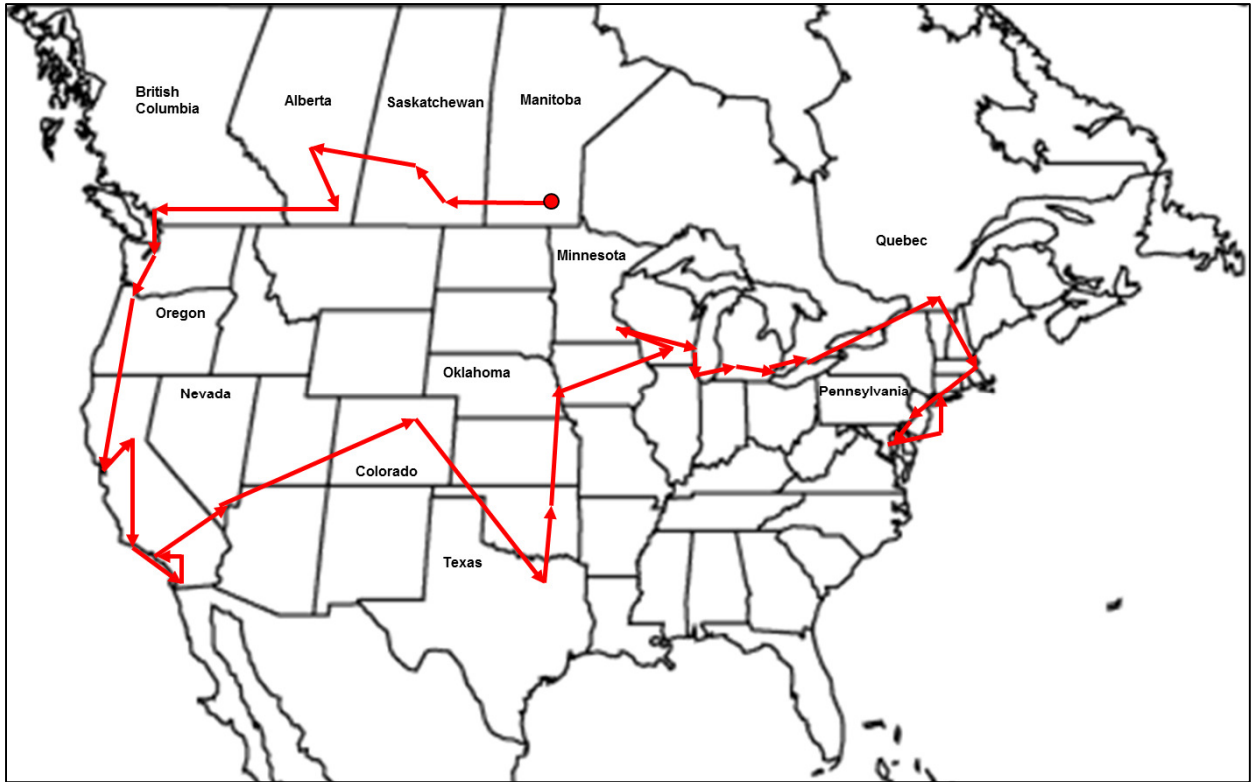 British
Columbia
Alberta
Saskatchewan
Manitoba
Minnesota
Quebec
Oregon
Nevada
Oklahoma
Pennsylvania
Colorado
Texas